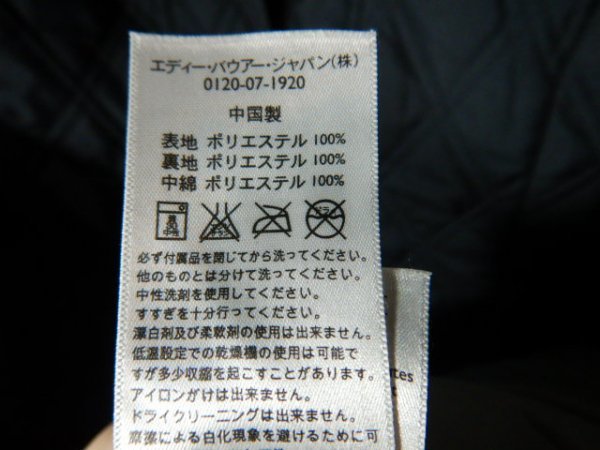 エディー・バウアー・ジャパン(株)
0120-07-1920
中国製
表地 ポリエステル 100%
裏地 ポリエステル 100%
中綿 ポリエステル 100%
必ず付属品を閉じてから洗ってください。
他のものとは分けて洗ってください。
中性洗剤を使用してください。
すすぎを十分行ってください。
漂白剤及び柔軟剤の使用は出来ません。
低温設定での乾燥機の使用は可能で
すが多少収縮を起こすことがあります。
アイロンがけは出来ません。
ドライクリーニングは出来ません。
摩擦による白化現象を避けるために可